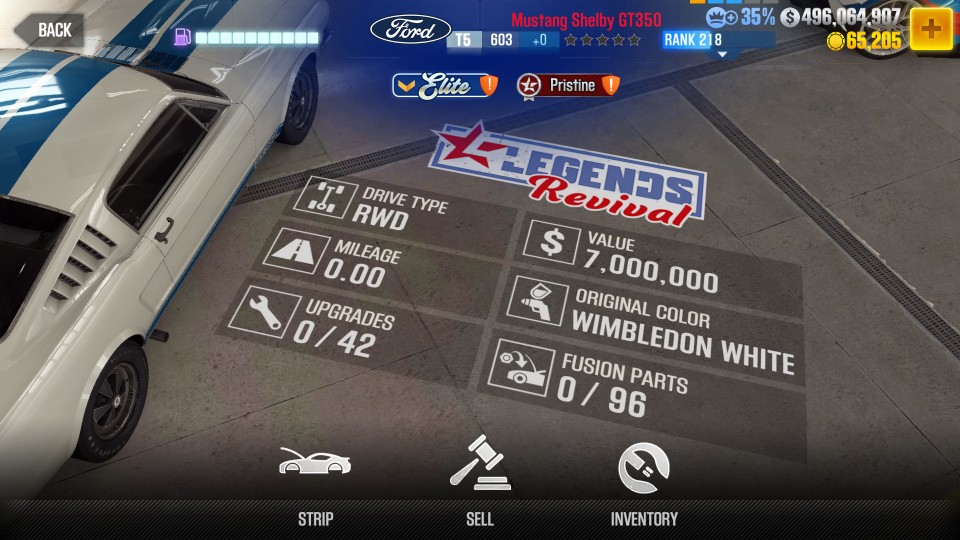 BACK
Ford
Mustang Shelby GT350
T5 603 +0
RANK 218
35%
$ 496,064,907
65,205
Elite
Pristine
LEGENDS
Revival
DRIVE TYPE
RWD
MILEAGE
0.00
UPGRADES
0 / 42
$
VALUE
7,000,000
ORIGINAL COLOR
WIMBLEDON WHITE
FUSION PARTS
0 / 96
STRIP
SELL
INVENTORY